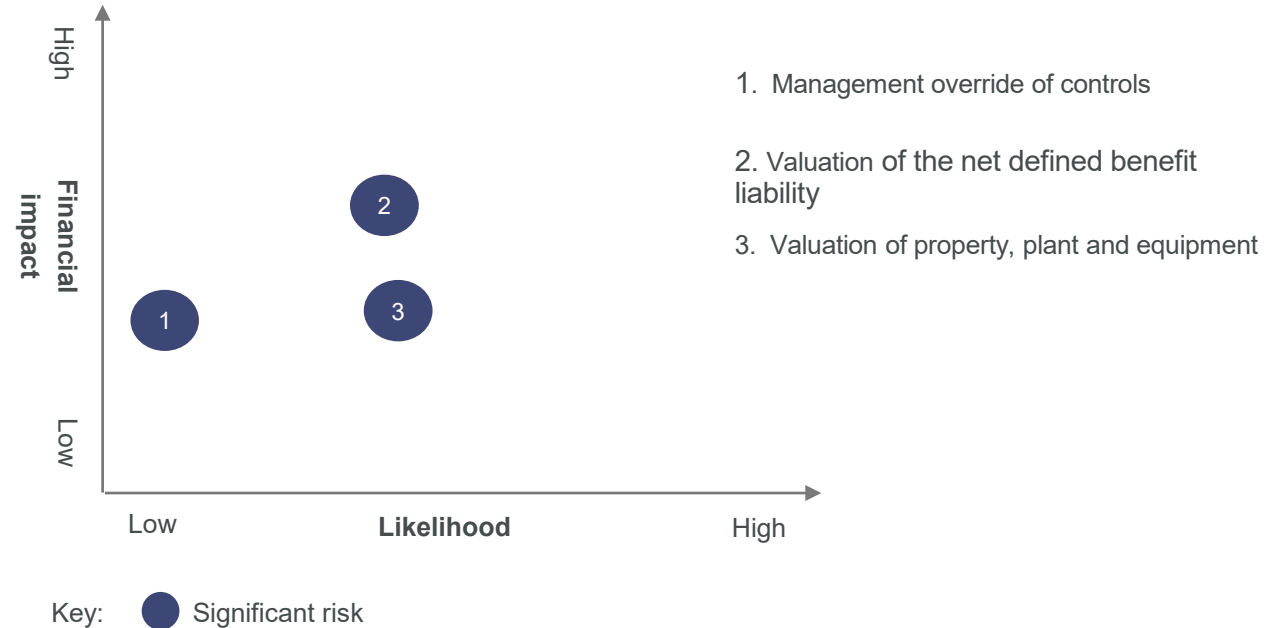 High
Financial
impact
Low
2
1
3
Low
Likelihood
High
1. Management override of controls
2. Valuation of the net defined benefit
liability
3. Valuation of property, plant and equipment
Key:
Significant risk